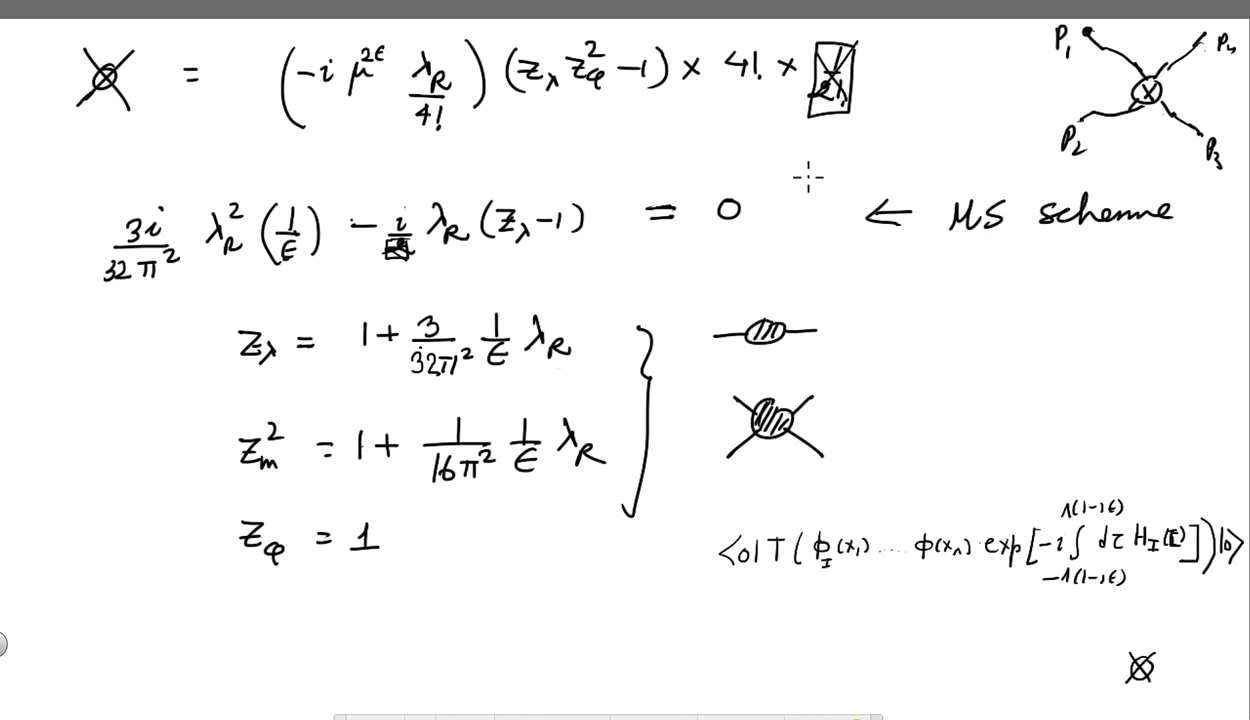 = (-i μ^{2ϵ} λ_R/4!) (Z_λ Z_φ^2 - 1) × 4! ×
P_1 P_4
P_2 P_3
3i/32π^2 λ_R^2 (1/ϵ) - i λ_R (Z_λ - 1) = 0 ← MS scheme
Z_λ = 1 + 3/32π^2 1/ϵ λ_R
Z_m^2 = 1 + 1/16π^2 1/ϵ λ_R
Z_φ = 1
<0|T(ϕ_I(x_1) .... ϕ(x_n) exp[-i ∫_{-Λ(1-iϵ)}^{Λ(1-iϵ)} dτ H_I(τ)])|0>